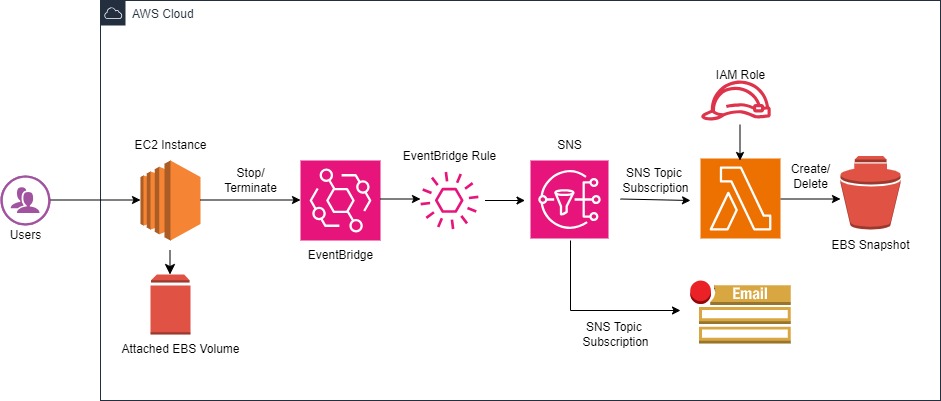 AWS Cloud
IAM Role
EC2 Instance
EventBridge Rule
SNS
Stop/
Terminate
SNS Topic
Subscription
Create/
Delete
Users
EventBridge
EBS Snapshot
Email
SNS Topic
Subscription
Attached EBS Volume